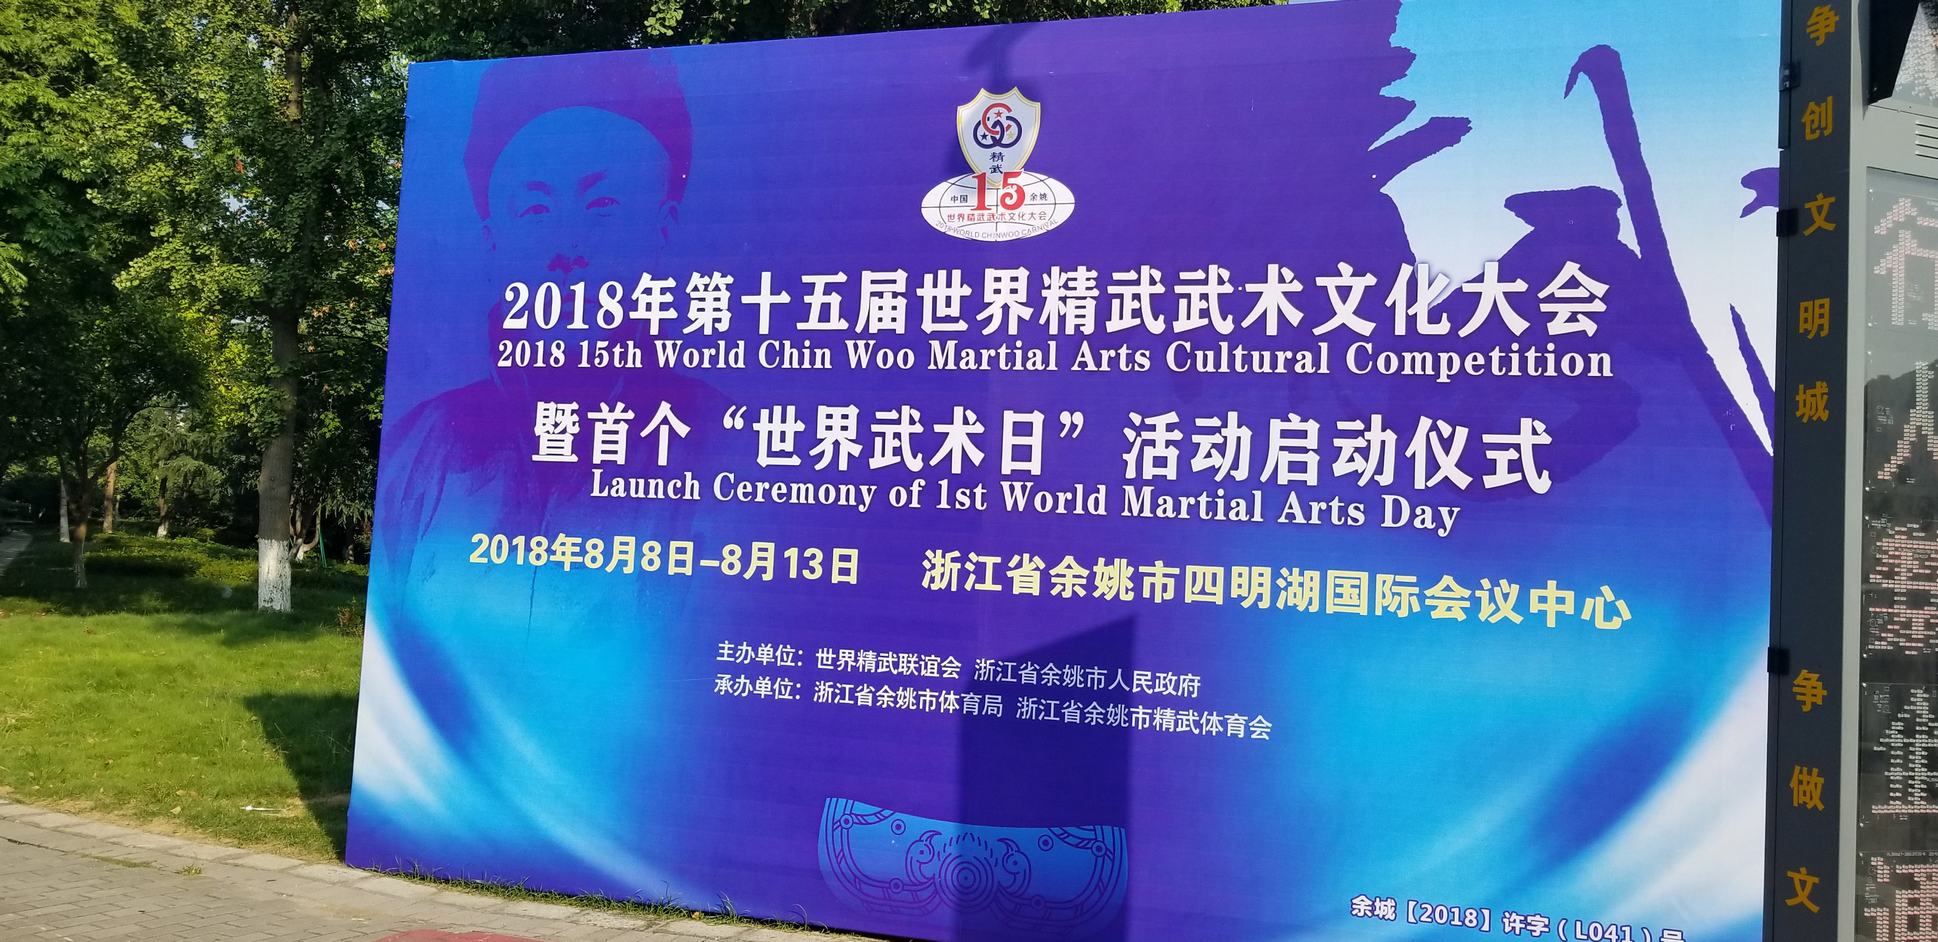 精
武
15
中国 余姚
世界精武武术文化大会
2018 WORLD CHINWOO CARNIVAL
2018年第十五届世界精武武术文化大会
2018 15th World Chin Woo Martial Arts Cultural Competition
暨首个“世界武术日”活动启动仪式
Launch Ceremony of 1st World Martial Arts Day
2018年8月8日-8月13日 浙江省余姚市四明湖国际会议中心
主办单位：世界精武联谊会 浙江省余姚市人民政府
承办单位：浙江省余姚市体育局 浙江省余姚市精武体育会
余城【2018】许字（L041）号
争创文明城
争做文
行人